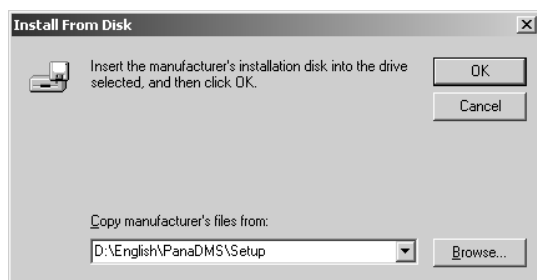 Install From Disk
Insert the manufacturer's installation disk into the drive
selected, and then click OK.
OK
Cancel
Copy manufacturer's files from:
D:\English\PanaDMS\Setup
Browse...